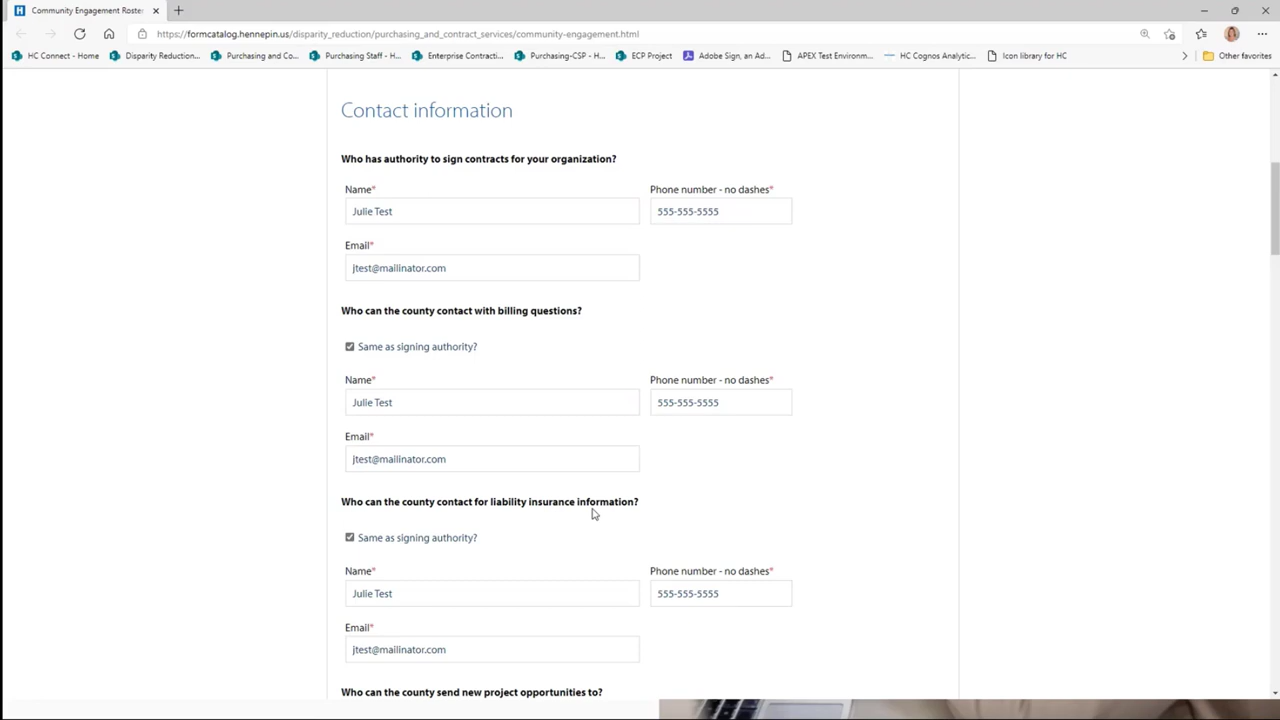 Community Engagement Roste
https://formcatalog.hennepin.us/disparity_reduction/purchasing_and_contract_services/community-engagement.html
HC Connect - Home
Disparity Reduction...
Purchasing and Co...
Purchasing Staff - H...
Enterprise Contracti...
Purchasing-CSP - H...
ECP Project
Adobe Sign, an Ad...
APEX Test Environm...
HC Cognos Analytic...
Icon library for HC
Other favorites
Contact information
Who has authority to sign contracts for your organization?
Name* Phone number - no dashes*
Julie Test 555-555-5555
Email*
jtest@mailinator.com
Who can the county contact with billing questions?
Same as signing authority?
Name* Phone number - no dashes*
Julie Test 555-555-5555
Email*
jtest@mailinator.com
Who can the county contact for liability insurance information?
Same as signing authority?
Name* Phone number - no dashes*
Julie Test 555-555-5555
Email*
jtest@mailinator.com
Who can the county send new project opportunities to?